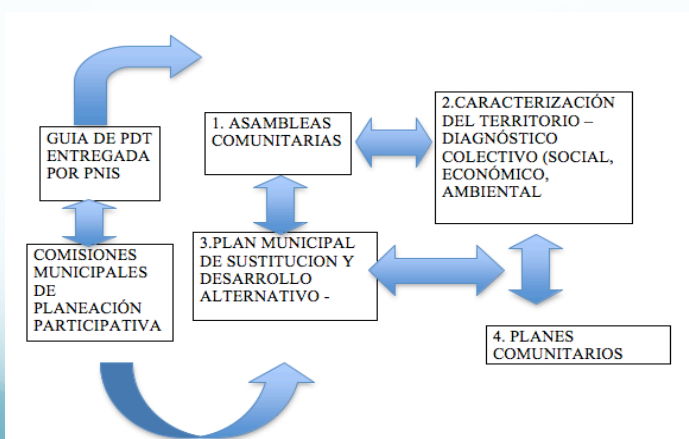 GUIA DE PDT
ENTREGADA
POR PNIS
COMISIONES
MUNICIPALES
DE
PLANEACIÓN
PARTICIPATIVA
1. ASAMBLEAS
COMUNITARIAS
2.CARACTERIZACIÓN
DEL TERRITORIO –
DIAGNÓSTICO
COLECTIVO (SOCIAL,
ECONÓMICO,
AMBIENTAL
3.PLAN MUNICIPAL
DE SUSTITUCION Y
DESARROLLO
ALTERNATIVO -
4. PLANES
COMUNITARIOS